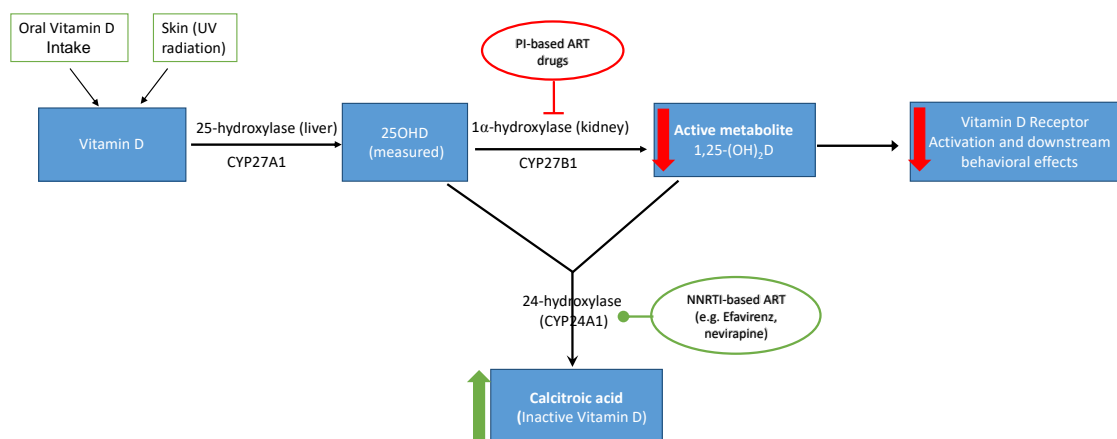 Oral Vitamin D
Intake
Skin (UV
radiation)
PI-based ART
drugs
Vitamin D
25-hydroxylase (liver)
CYP27A1
25OHD
(measured)
1α-hydroxylase (kidney)
CYP27B1
Active metabolite
1,25-(OH)₂D
Vitamin D Receptor
Activation and downstream
behavioral effects
24-hydroxylase
(CYP24A1)
NNRTI-based ART
(e.g. Efavirenz,
nevirapine)
Calcitroic acid
(Inactive Vitamin D)